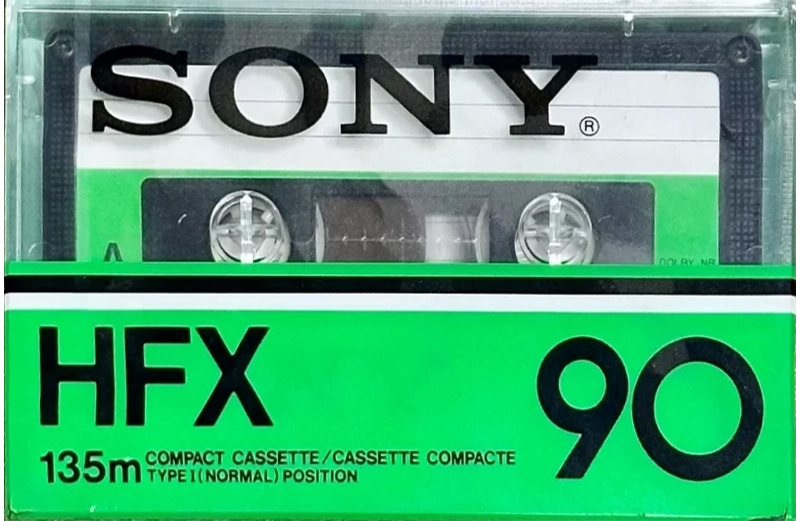 SONY®
A
DOLBY NR
HFX
90
135m COMPACT CASSETTE/CASSETTE COMPACTE
TYPE I (NORMAL) POSITION